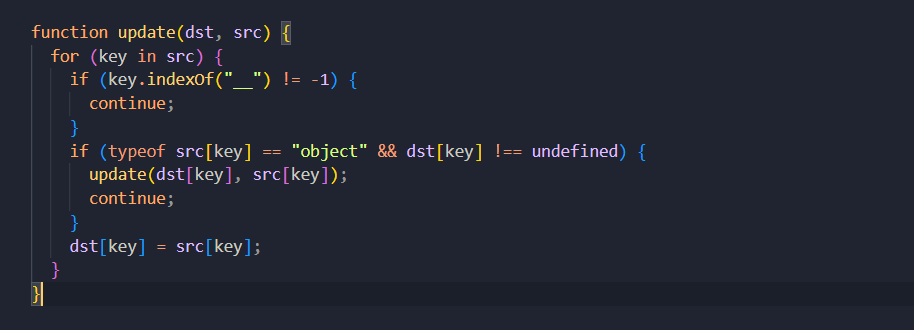 function update(dst, src) {
  for (key in src) {
    if (key.indexOf("__") != -1) {
      continue;
    }
    if (typeof src[key] == "object" && dst[key] !== undefined) {
      update(dst[key], src[key]);
      continue;
    }
    dst[key] = src[key];
  }
}